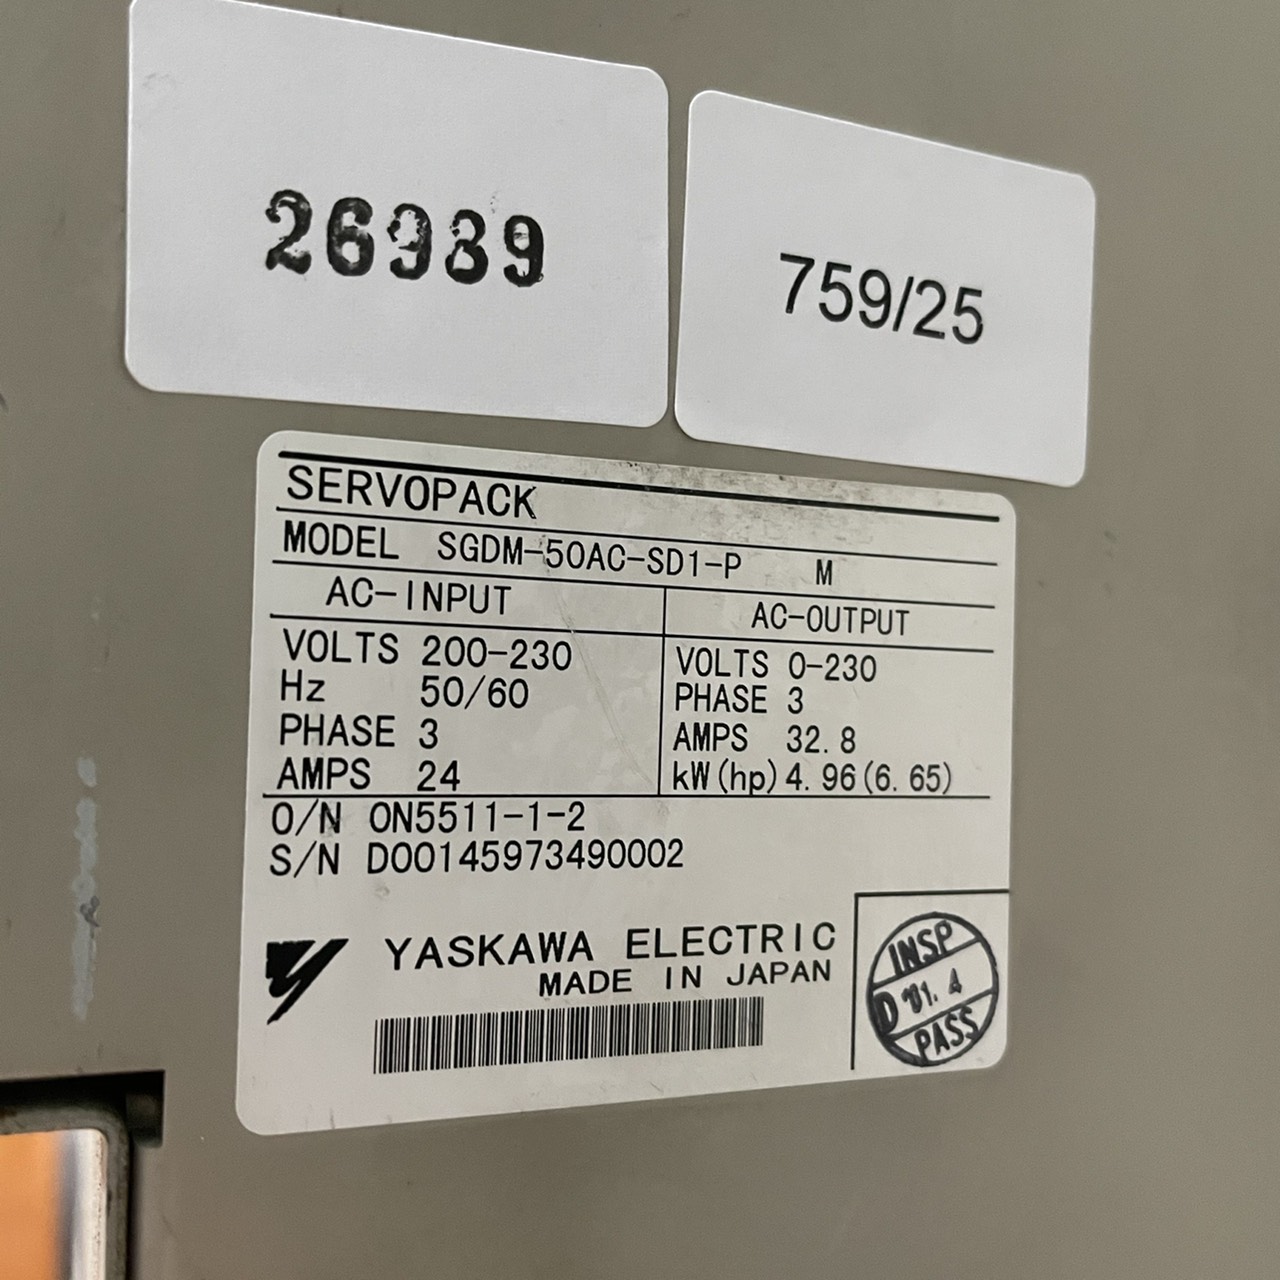 26989
759/25
SERVOPACK
MODEL SGDM-50AC-SD1-P M
AC-INPUT
VOLTS 200-230
Hz 50/60
PHASE 3
AMPS 24
AC-OUTPUT
VOLTS 0-230
PHASE 3
AMPS 32.8
kW(hp) 4.96(6.65)
O/N ON5511-1-2
S/N D00145973490002
YASKAWA ELECTRIC
MADE IN JAPAN
INSP
D '01.4
PASS